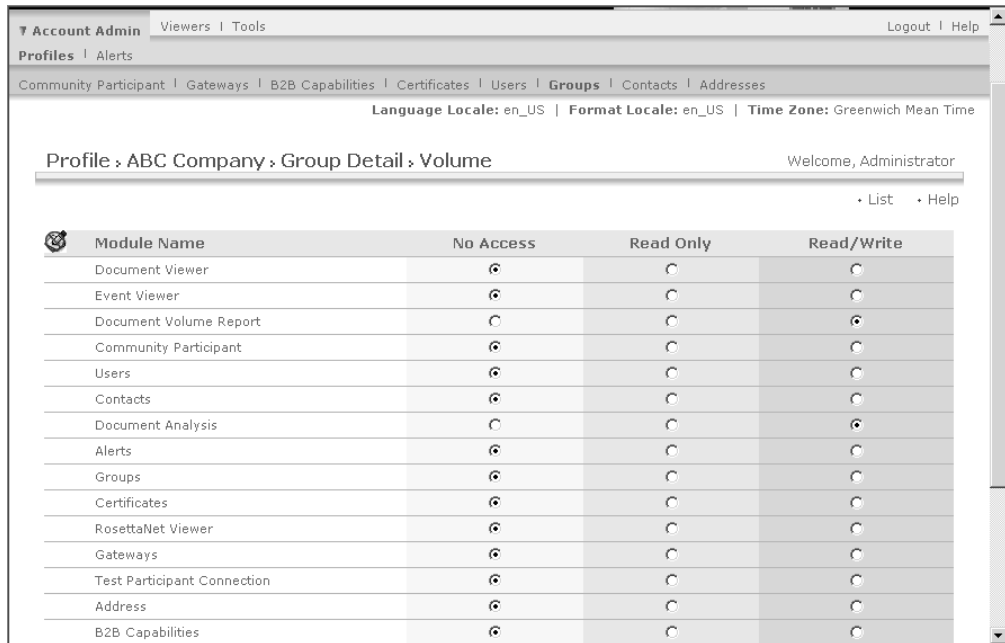 Account Admin Viewers | Tools Logout | Help
Profiles | Alerts
Community Participant | Gateways | B2B Capabilities | Certificates | Users | Groups | Contacts | Addresses
Language Locale: en_US | Format Locale: en_US | Time Zone: Greenwich Mean Time
Profile › ABC Company › Group Detail › Volume Welcome, Administrator
List Help
Module Name No Access Read Only Read/Write
Document Viewer
Event Viewer
Document Volume Report
Community Participant
Users
Contacts
Document Analysis
Alerts
Groups
Certificates
RosettaNet Viewer
Gateways
Test Participant Connection
Address
B2B Capabilities